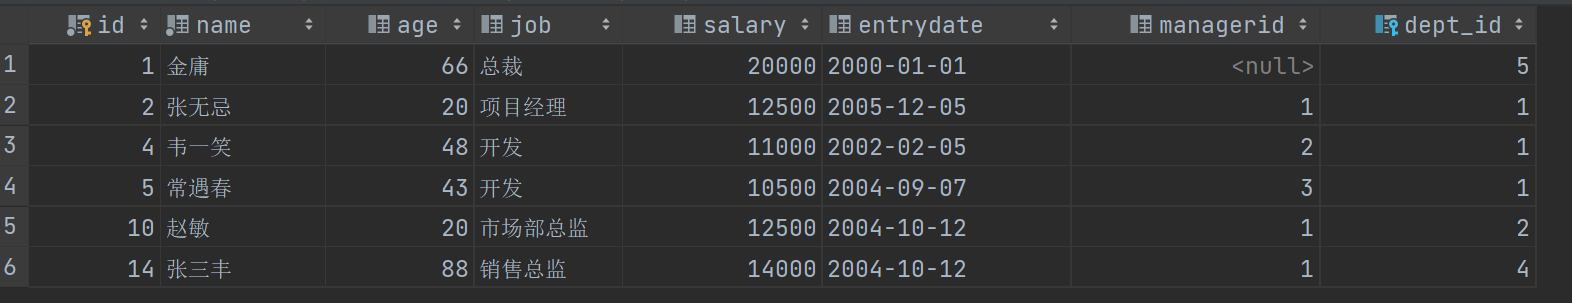 id name age job salary entrydate managerid dept_id
1 1 金庸 66 总裁 20000 2000-01-01 <null> 5
2 2 张无忌 20 项目经理 12500 2005-12-05 1 1
3 4 韦一笑 48 开发 11000 2002-02-05 2 1
4 5 常遇春 43 开发 10500 2004-09-07 3 1
5 10 赵敏 20 市场部总监 12500 2004-10-12 1 2
6 14 张三丰 88 销售总监 14000 2004-10-12 1 4